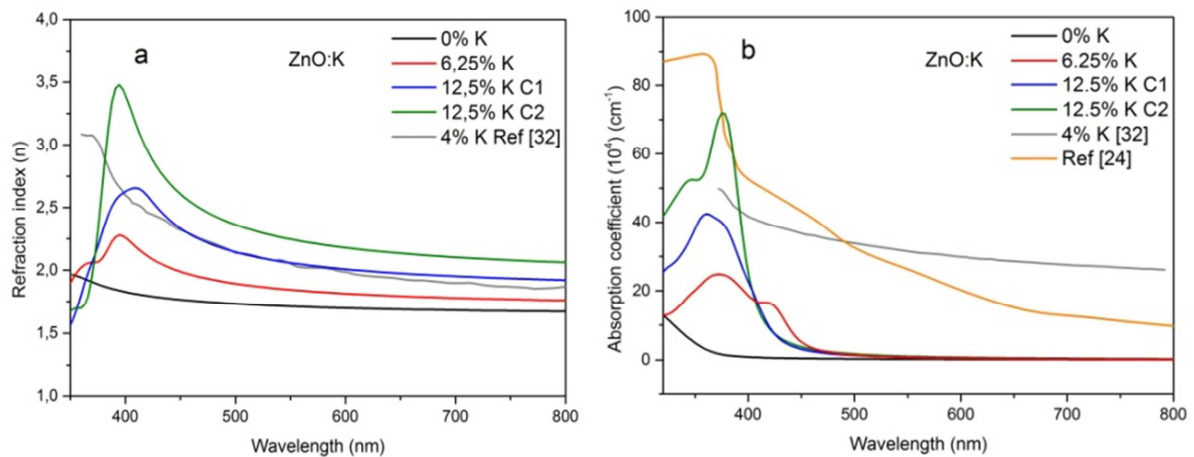 a
ZnO:K
0% K
6,25% K
12,5% K C1
12,5% K C2
4% K Ref [32]
4,0
3,5
3,0
2,5
2,0
1,5
1,0
Refraction index (n)
400
500
600
700
800
Wavelength (nm)
b
ZnO:K
0% K
6.25% K
12.5% K C1
12.5% K C2
4% K [32]
Ref [24]
100
80
60
40
20
0
Absorption coefficient (10⁴) (cm⁻¹)
400
500
600
700
800
Wavelength (nm)